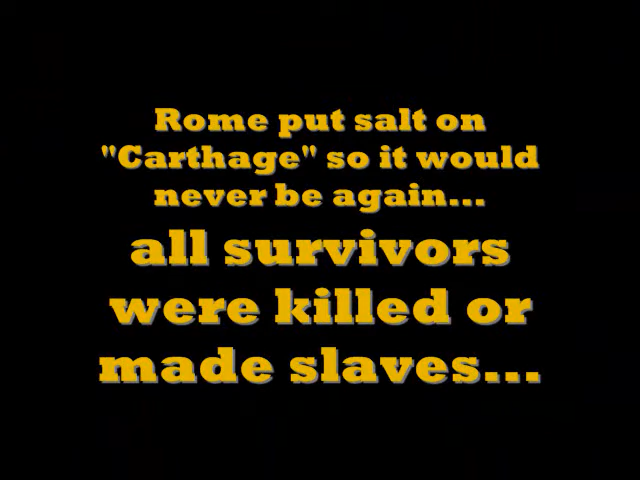 Rome put salt on
"Carthage" so it would
never be again...
all survivors
were killed or
made slaves...